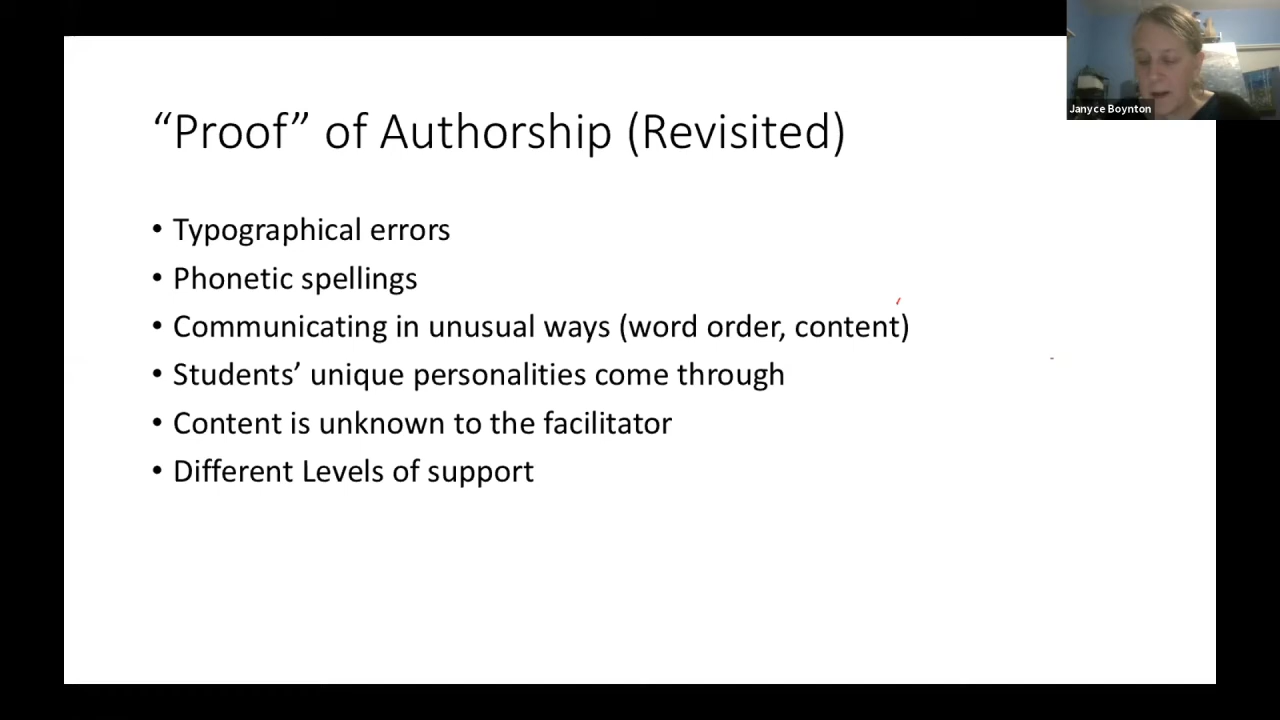 Janyce Boynton
“Proof” of Authorship (Revisited)
• Typographical errors
• Phonetic spellings
• Communicating in unusual ways (word order, content)
• Students’ unique personalities come through
• Content is unknown to the facilitator
• Different Levels of support